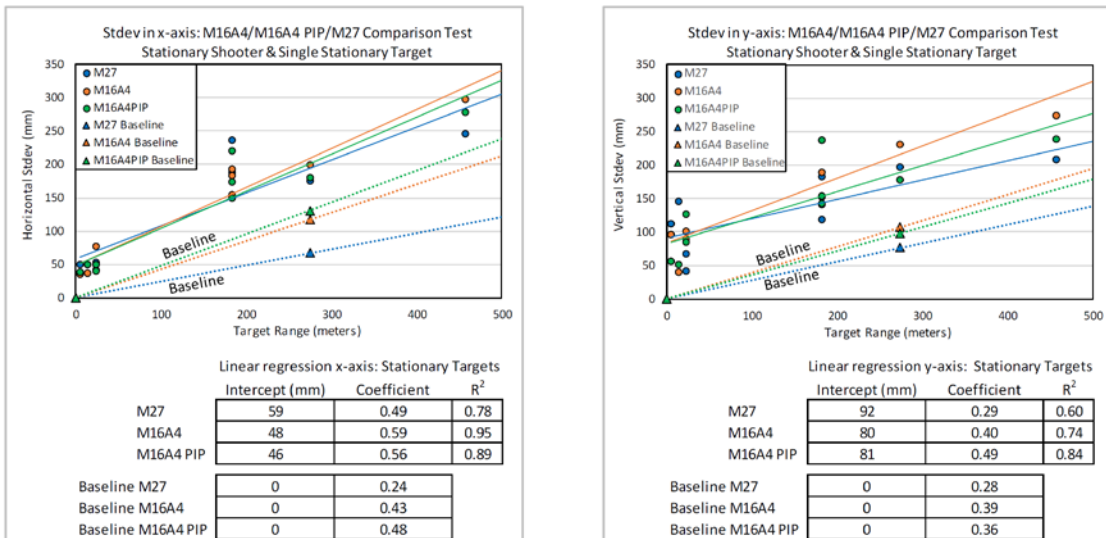 Stdev in x-axis: M16A4/M16A4 PIP/M27 Comparison Test
Stationary Shooter & Single Stationary Target
Horizontal Stdev (mm)
350
300
250
200
150
100
50
0
M27
M16A4
M16A4PIP
M27 Baseline
M16A4 Baseline
M16A4PIP Baseline
Baseline
Baseline
0 100 200 300 400 500
Target Range (meters)
Linear regression x-axis: Stationary Targets
Intercept (mm) Coefficient R²
M27 59 0.49 0.78
M16A4 48 0.59 0.95
M16A4 PIP 46 0.56 0.89
Baseline M27 0 0.24
Baseline M16A4 0 0.43
Baseline M16A4 PIP 0 0.48
Stdev in y-axis: M16A4/M16A4 PIP/M27 Comparison Test
Stationary Shooter & Single Stationary Target
Vertical Stdev (mm)
350
300
250
200
150
100
50
0
M27
M16A4
M16A4PIP
M27 Baseline
M16A4 Baseline
M16A4PIP Baseline
Baseline
Baseline
0 100 200 300 400 500
Target Range (meters)
Linear regression y-axis: Stationary Targets
Intercept (mm) Coefficient R²
M27 92 0.29 0.60
M16A4 80 0.40 0.74
M16A4 PIP 81 0.49 0.84
Baseline M27 0 0.28
Baseline M16A4 0 0.39
Baseline M16A4 PIP 0 0.36